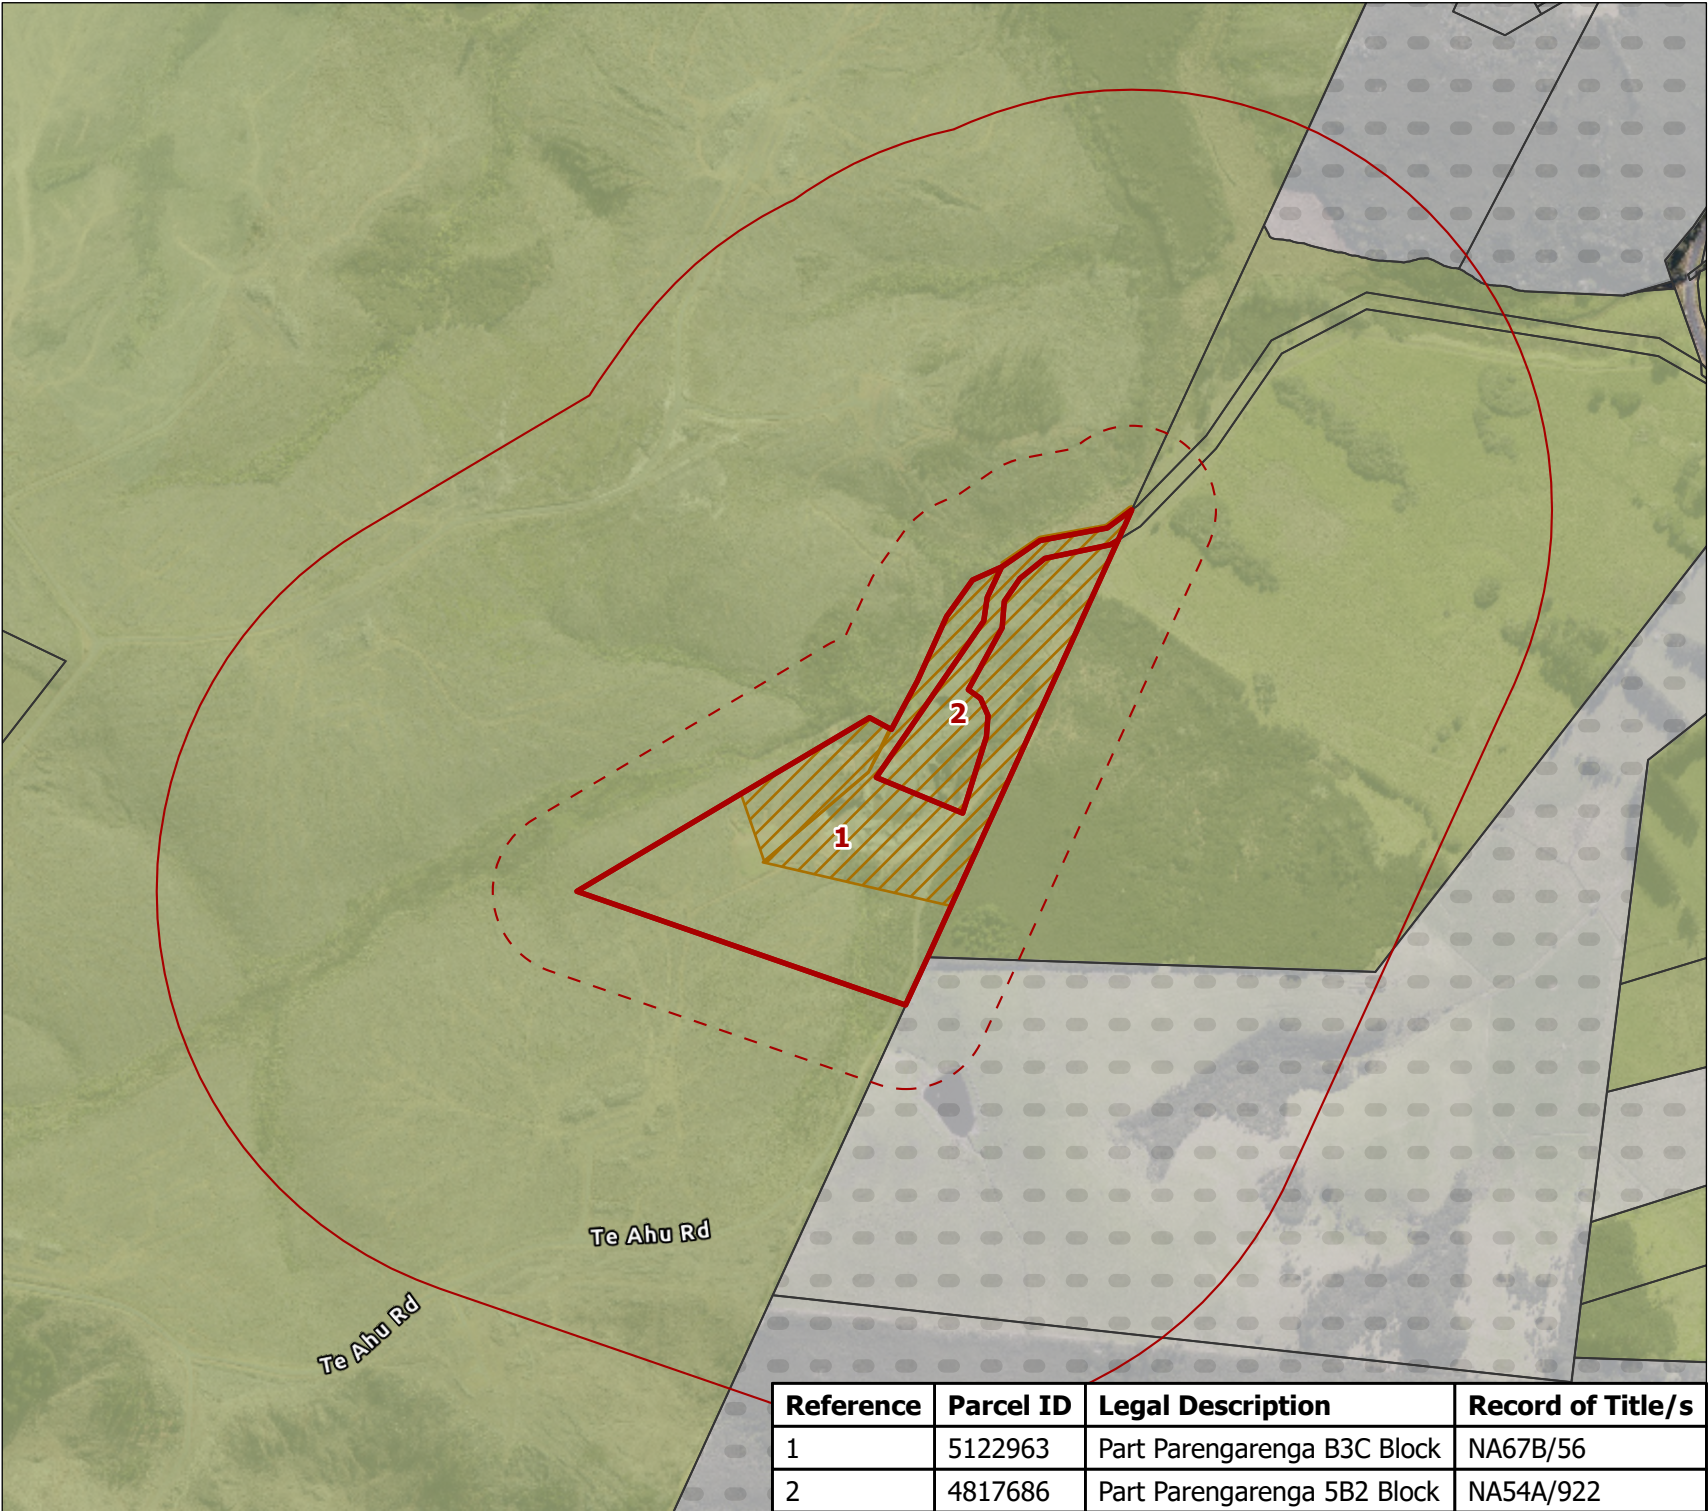 2
1
Te Ahu Rd
Te Ahu Rd
Reference Parcel ID Legal Description Record of Title/s
1 5122963 Part Parengarenga B3C Block NA67B/56
2 4817686 Part Parengarenga 5B2 Block NA54A/922